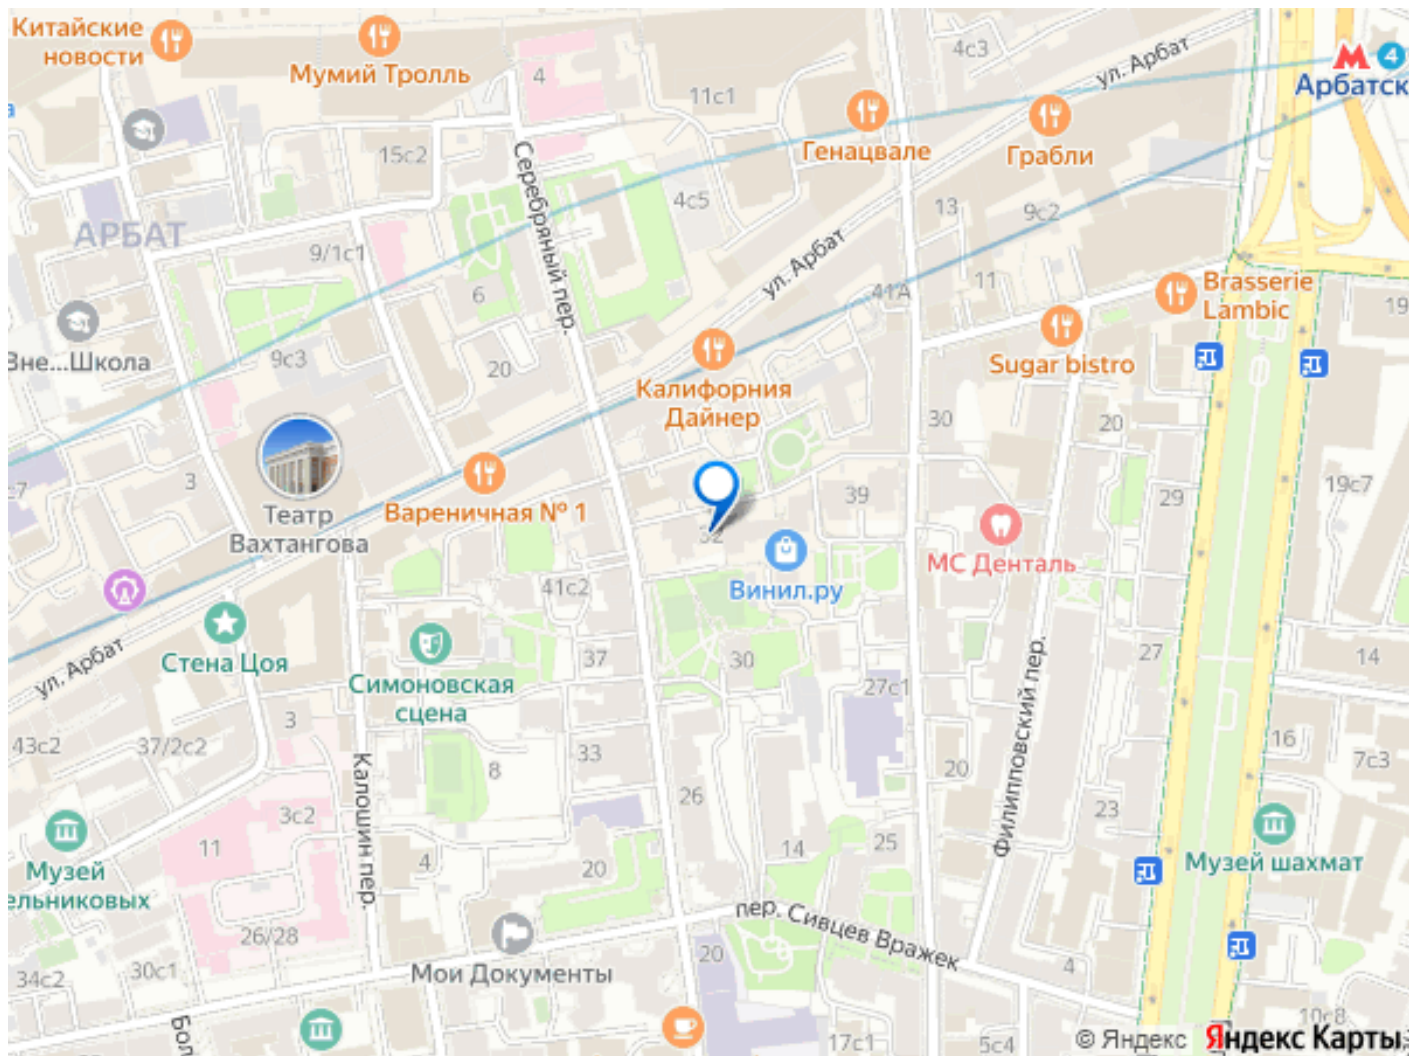 Китайские
новости
Мумий Тролль
4
4с3
ул. Арбат
4
Арбатск
11с1
Генацвале
Грабли
15с2
Серебряный пер.
4с5
13
9с2
АРБАТ
9/1с1
ул. Арбат
11
41А
6
Brasserie
Lambic
19
Вне...Школа
9с3
20
Калифорния
Дайнер
Sugar bistro
30
20
3
с7
Театр
Вахтангова
Вареничная № 1
39
29
19с7
32
МС Денталь
Винил.ру
41с2
ул. Арбат
Стена Цоя
Симоновская
сцена
37
30
27с1
27
14
Филипповский пер.
3
43с2
37/2с2
33
8
16
7с3
Калошин пер.
20
26
3с2
23
11
Музей
ельниковых
4
20
14
25
Музей шахмат
пер. Сивцев Вражек
26/28
Мои Документы
20
4
34с2
30с1
Бол
17с1
5с4
10с8
© Яндекс
Яндекс Карты